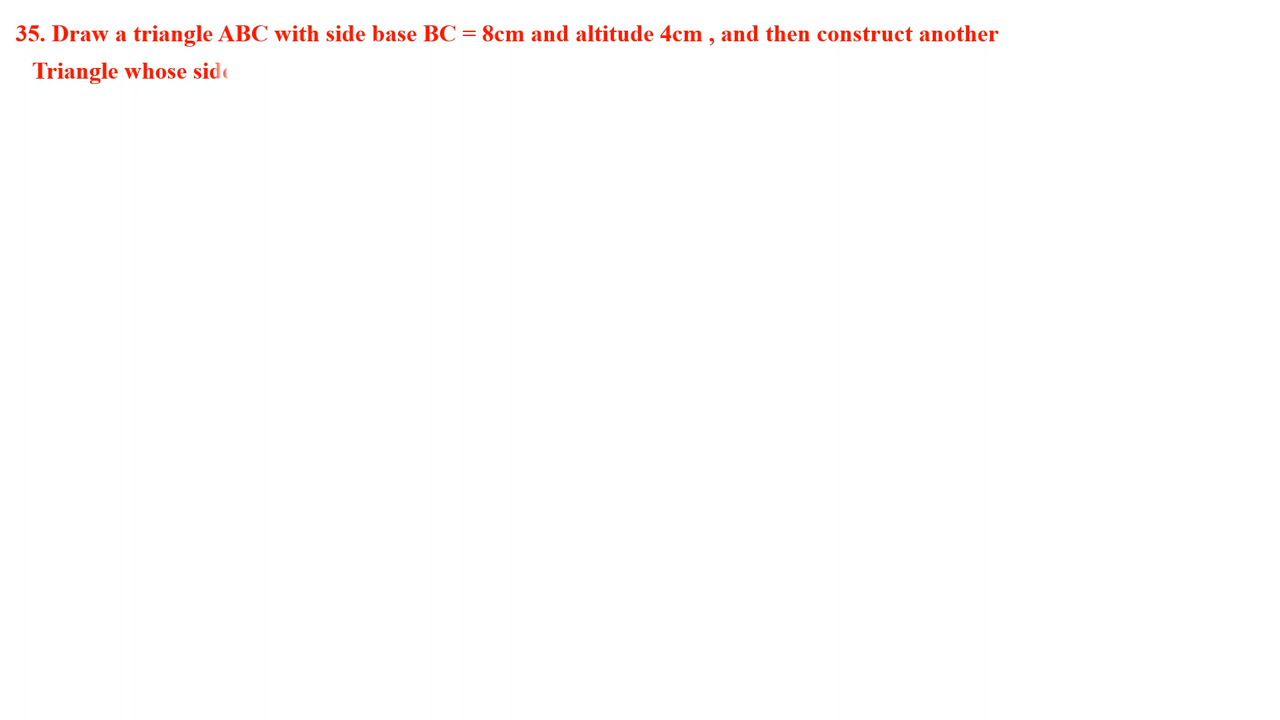 35. Draw a triangle ABC with side base BC = 8cm and altitude 4cm , and then construct another
Triangle whose